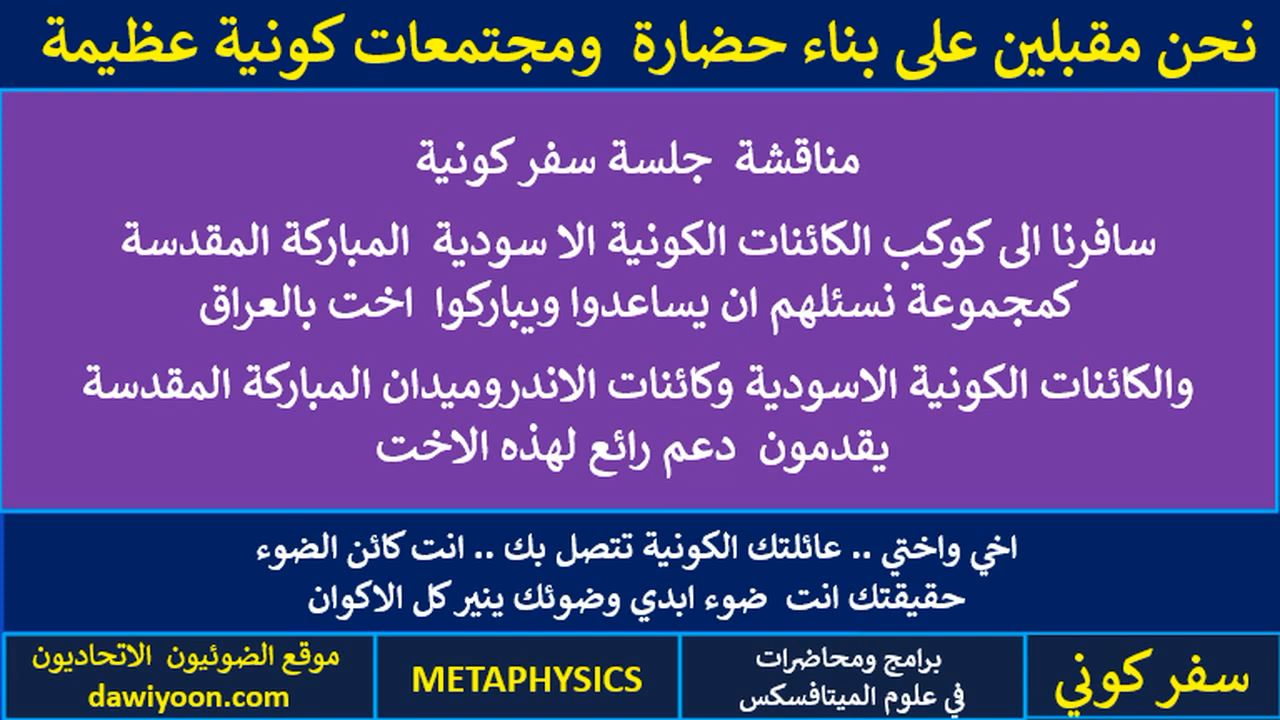 نحن مقبلين على بناء حضارة ومجتمعات كونية عظيمة
مناقشة جلسة سفر كونية
سافرنا الى كوكب الكائنات الكونية الا سودية المباركة المقدسة
كمجموعة نسئلهم ان يساعدوا ويباركوا اخت بالعراق
والكائنات الكونية الاسودية وكائنات الاندروميدان المباركة المقدسة
يقدمون دعم رائع لهذه الاخت
اخي واختي .. عائلتك الكونية تتصل بك .. انت كائن الضوء
حقيقتك انت ضوء ابدي وضوئك ينير كل الاكوان
سفر كوني
برامج ومحاضرات
في علوم الميتافسكس
METAPHYSICS
موقع الضوئيون الاتحاديون
dawiyoon.com